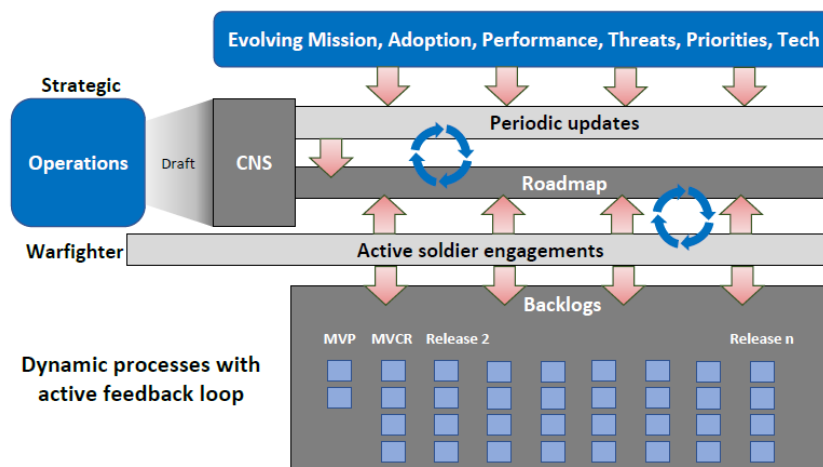 Evolving Mission, Adoption, Performance, Threats, Priorities, Tech
Strategic
Operations
Draft
CNS
Periodic updates
Roadmap
Warfighter
Active soldier engagements
Backlogs
MVP MVCR Release 2 Release n
Dynamic processes with
active feedback loop